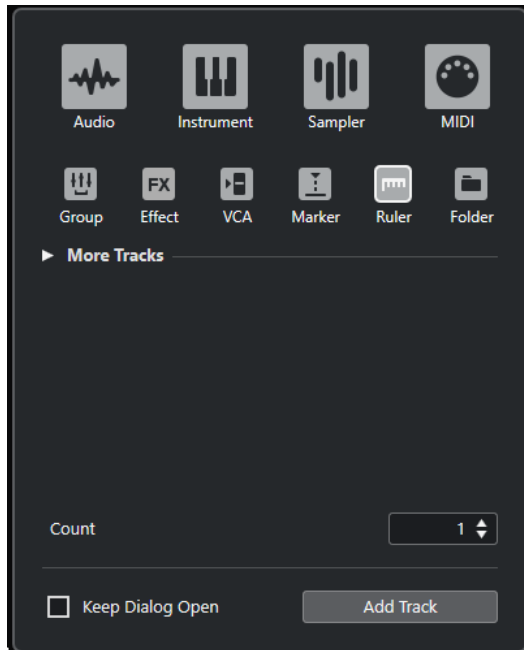 Audio Instrument Sampler MIDI
FX
Group Effect VCA Marker Ruler Folder
More Tracks
Count 1
Keep Dialog Open Add Track